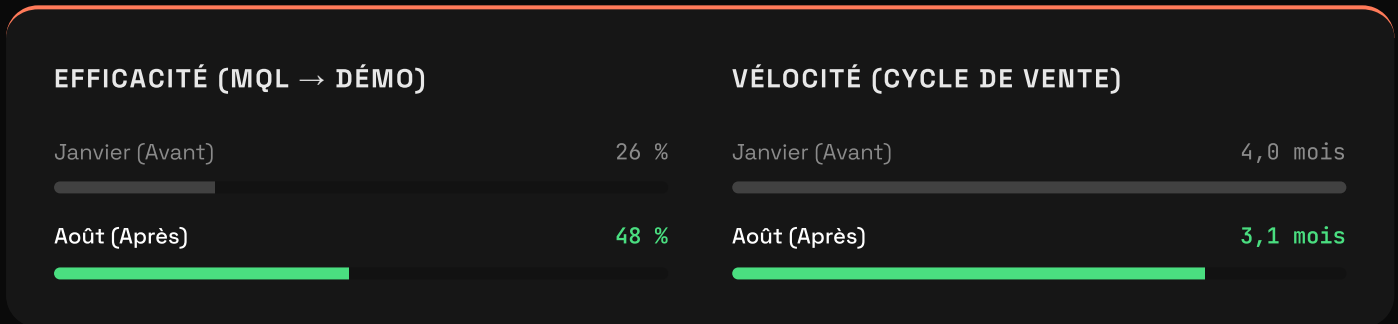 EFFICACITÉ (MQL → DÉMO)
Janvier (Avant) 26 %
Août (Après) 48 %
VÉLOCITÉ (CYCLE DE VENTE)
Janvier (Avant) 4,0 mois
Août (Après) 3,1 mois